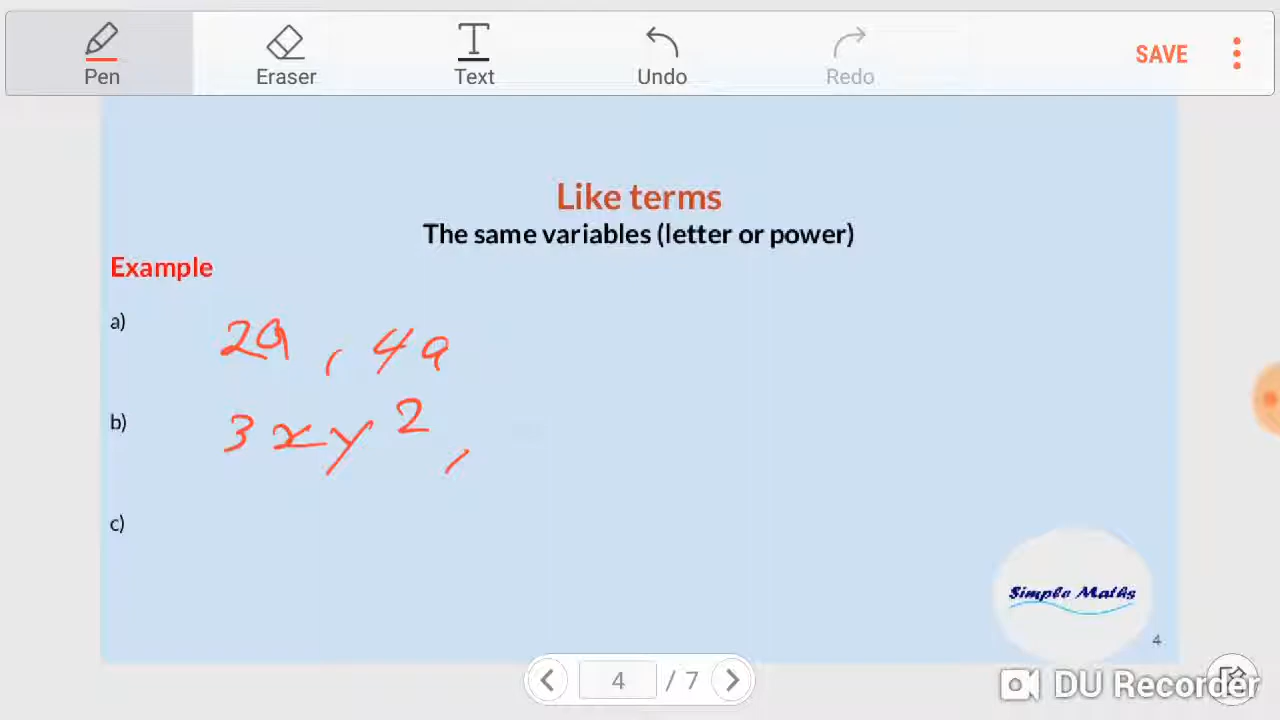 Pen Eraser Text Undo Redo SAVE
Like terms
The same variables (letter or power)
Example
a) 2a , 4a
b) 3xy² ,
c)
Simple Maths
4
4 / 7
DU Recorder